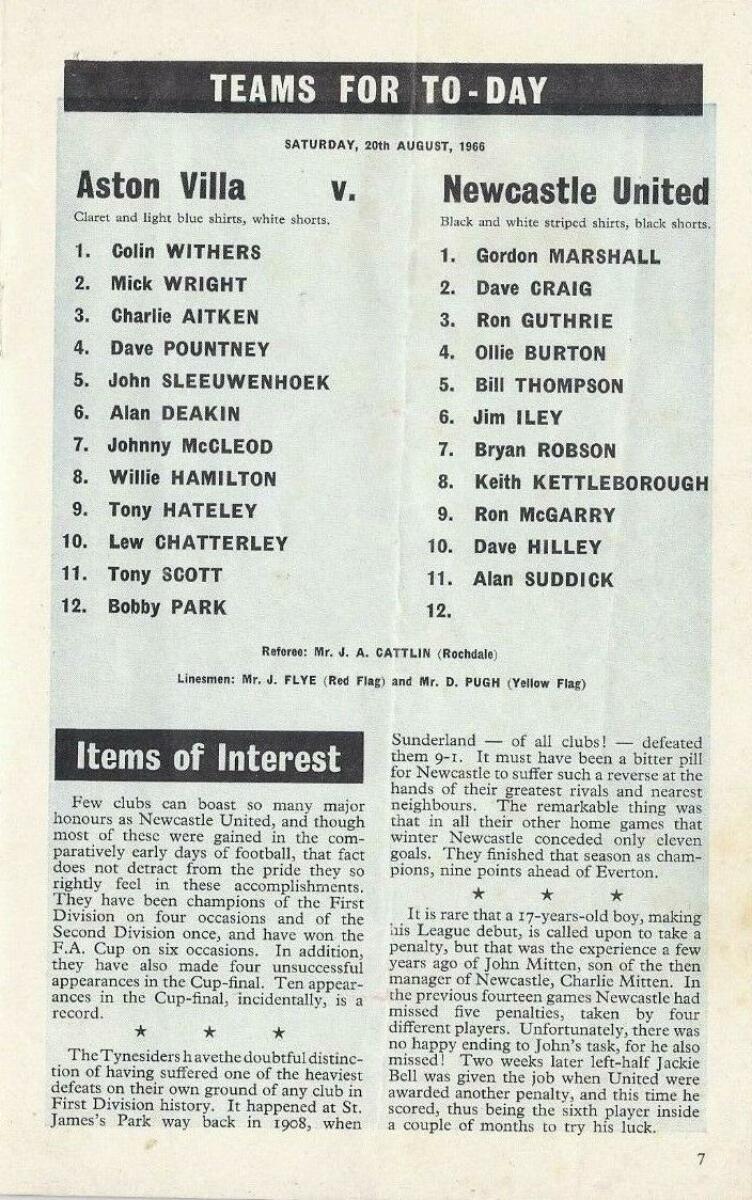 TEAMS FOR TO-DAY
SATURDAY, 20th AUGUST, 1966
Aston Villa v. Newcastle United
Claret and light blue shirts, white shorts.
Black and white striped shirts, black shorts.
1. Colin WITHERS
2. Mick WRIGHT
3. Charlie AITKEN
4. Dave POUNTNEY
5. John SLEEUWENHOEK
6. Alan DEAKIN
7. Johnny McCLEOD
8. Willie HAMILTON
9. Tony HATELEY
10. Lew CHATTERLEY
11. Tony SCOTT
12. Bobby PARK
1. Gordon MARSHALL
2. Dave CRAIG
3. Ron GUTHRIE
4. Ollie BURTON
5. Bill THOMPSON
6. Jim ILEY
7. Bryan ROBSON
8. Keith KETTLEBOROUGH
9. Ron McGARRY
10. Dave HILLEY
11. Alan SUDDICK
12.
Referee: Mr. J. A. CATTLIN (Rochdale)
Linesmen: Mr. J. FLYE (Red Flag) and Mr. D. PUGH (Yellow Flag)
Items of Interest
Few clubs can boast so many major
honours as Newcastle United, and though
most of these were gained in the com-
paratively early days of football, that fact
does not detract from the pride they so
rightly feel in these accomplishments.
They have been champions of the First
Division on four occasions and of the
Second Division once, and have won the
F.A. Cup on six occasions. In addition,
they have also made four unsuccessful
appearances in the Cup-final. Ten appear-
ances in the Cup-final, incidentally, is a
record.
★ ★ ★
The Tynesiders have the doubtful distinc-
tion of having suffered one of the heaviest
defeats on their own ground of any club in
First Division history. It happened at St.
James's Park way back in 1908, when
Sunderland — of all clubs! — defeated
them 9-1. It must have been a bitter pill
for Newcastle to suffer such a reverse at the
hands of their greatest rivals and nearest
neighbours. The remarkable thing was
that in all their other home games that
winter Newcastle conceded only eleven
goals. They finished that season as cham-
pions, nine points ahead of Everton.
★ ★ ★
It is rare that a 17-years-old boy, making
his League debut, is called upon to take a
penalty, but that was the experience a few
years ago of John Mitten, son of the then
manager of Newcastle, Charlie Mitten. In
the previous fourteen games Newcastle had
missed five penalties, taken by four
different players. Unfortunately, there was
no happy ending to John's task, for he also
missed! Two weeks later left-half Jackie
Bell was given the job when United were
awarded another penalty, and this time he
scored, thus being the sixth player inside
a couple of months to try his luck.
7